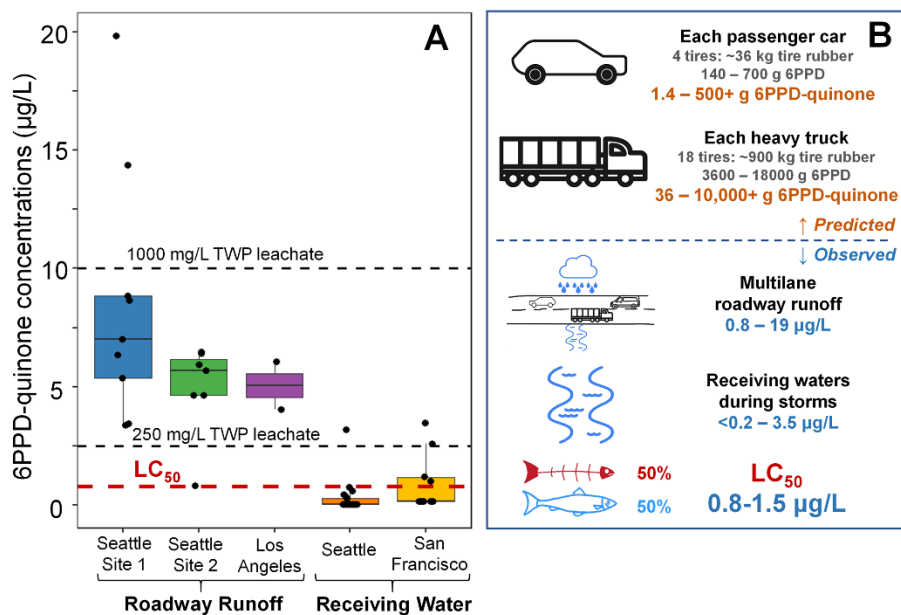 A
6PPD-quinone concentrations (µg/L)
20
15
10
5
0
1000 mg/L TWP leachate
250 mg/L TWP leachate
LC50
Seattle
Site 1
Seattle
Site 2
Los
Angeles
Seattle
San
Francisco
Roadway Runoff
Receiving Water
B
Each passenger car
4 tires: ~36 kg tire rubber
140 – 700 g 6PPD
1.4 – 500+ g 6PPD-quinone
Each heavy truck
18 tires: ~900 kg tire rubber
3600 – 18000 g 6PPD
36 – 10,000+ g 6PPD-quinone
↑ Predicted
↓ Observed
Multilane
roadway runoff
0.8 – 19 µg/L
Receiving waters
during storms
<0.2 – 3.5 µg/L
50%
50%
LC50
0.8-1.5 µg/L